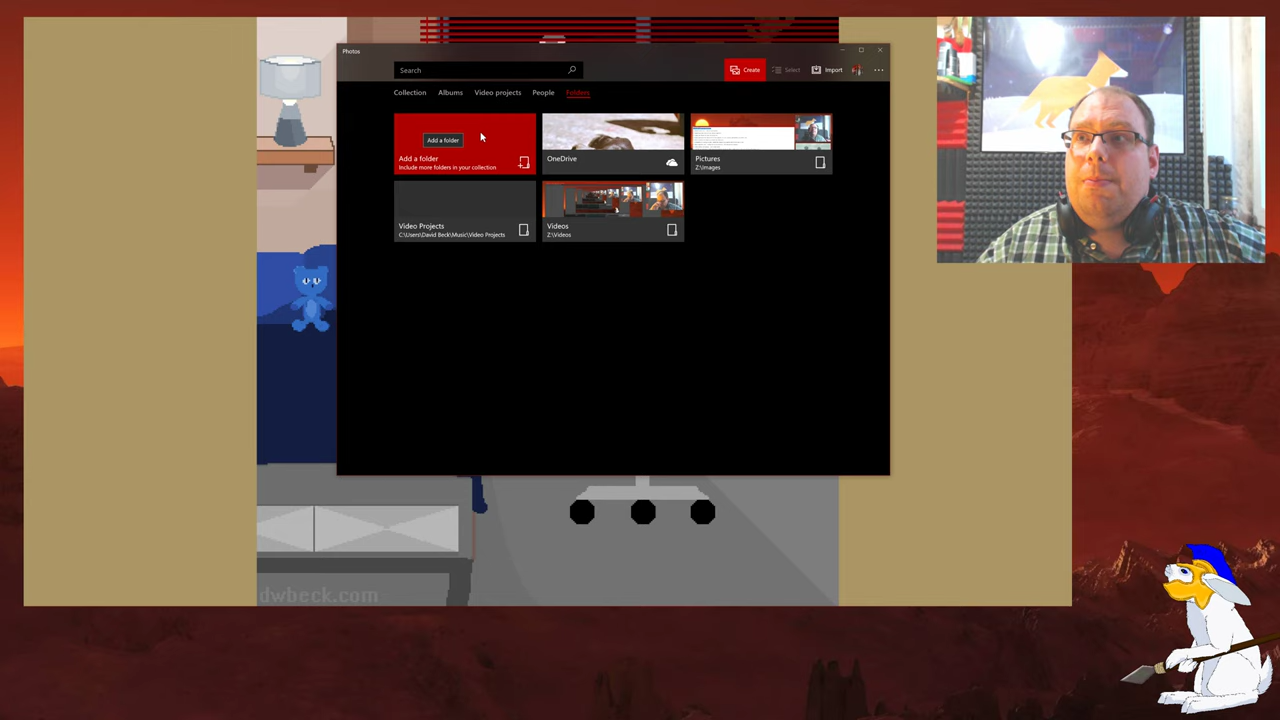 Photos
Search
Create
Select
Import
Collection
Albums
Video projects
People
Folders
Add a folder
Add a folder
Include more folders in your collection
OneDrive
Pictures
Z:\Images
Video Projects
C:\Users\David Beck\Music\Video Projects
Videos
Z:\Videos
dwbeck.com